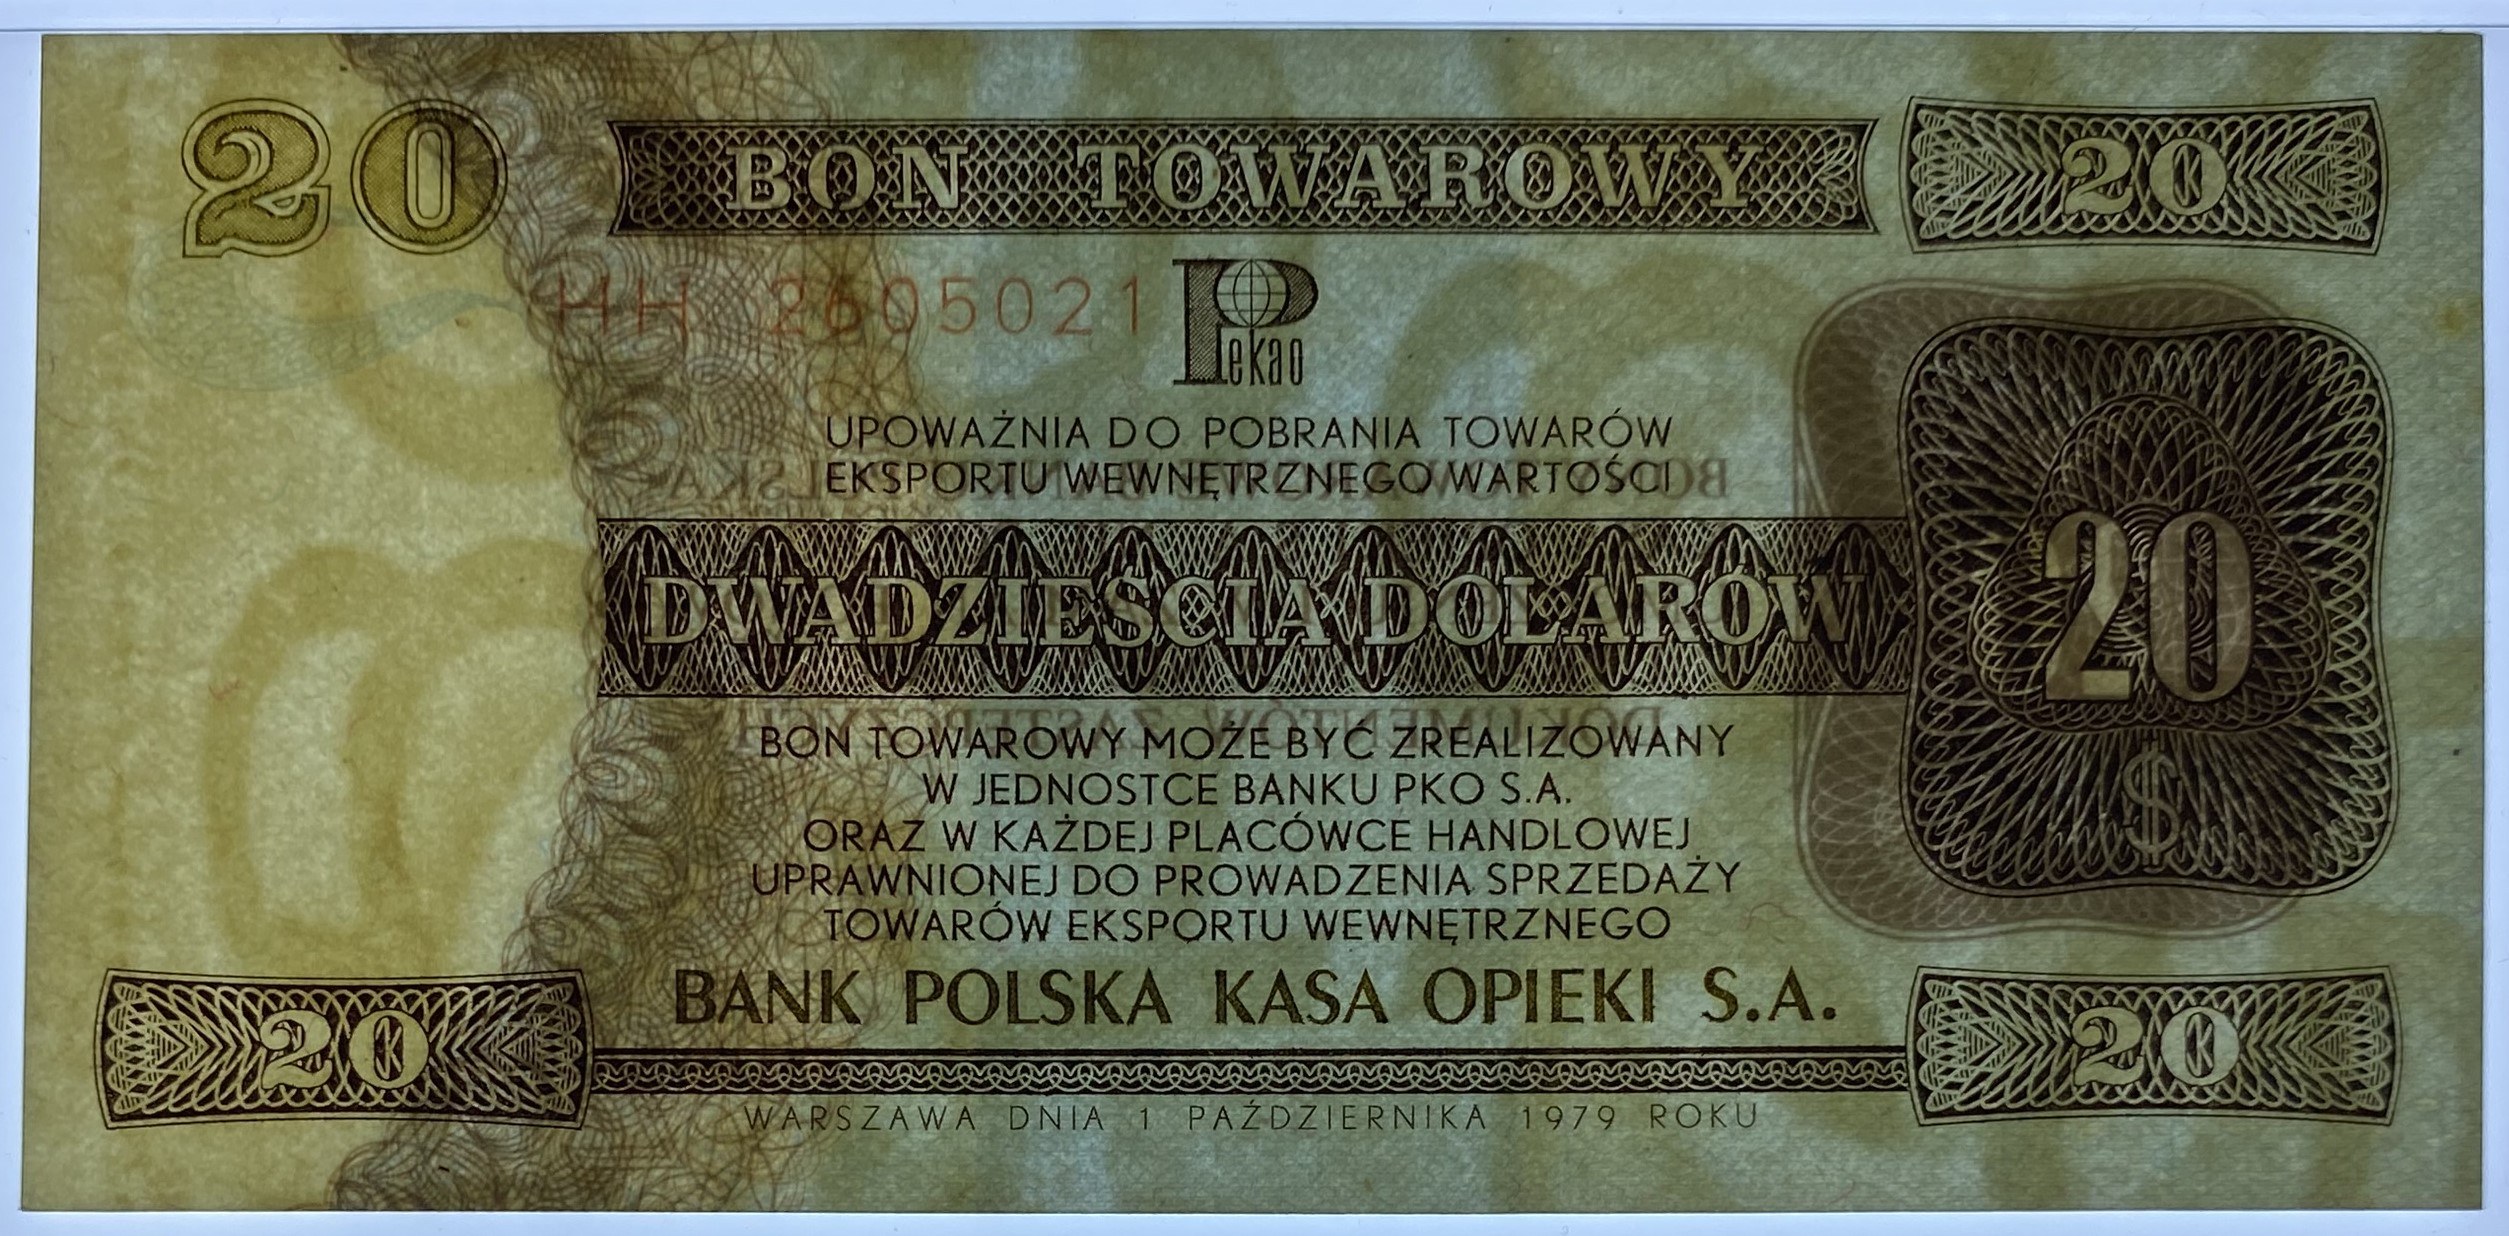 20 BON TOWAROWY 20
HH 2605021
Pekao
UPOWAŻNIA DO POBRANIA TOWARÓW
EKSPORTU WEWNĘTRZNEGO WARTOŚCI
DWADZIEŚCIA DOLARÓW
20
$
BON TOWAROWY MOŻE BYĆ ZREALIZOWANY
W JEDNOSTCE BANKU PKO S.A.
ORAZ W KAŻDEJ PLACÓWCE HANDLOWEJ
UPRAWNIONEJ DO PROWADZENIA SPRZEDAŻY
TOWARÓW EKSPORTU WEWNĘTRZNEGO
BANK POLSKA KASA OPIEKI S.A.
20 20
WARSZAWA DNIA 1 PAŹDZIERNIKA 1979 ROKU